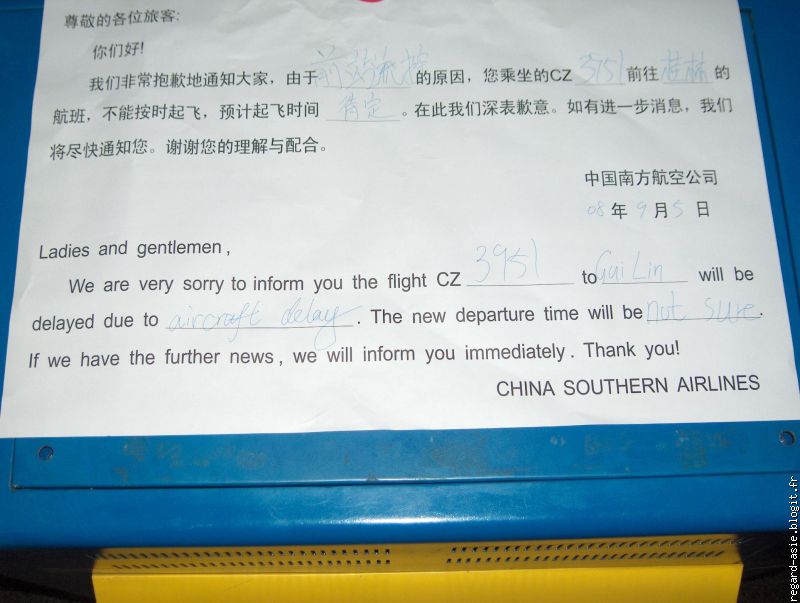 尊敬的各位旅客:
你们好!
我们非常抱歉地通知大家，由于 的原因，您乘坐的CZ 3951 前往 桂林 的
航班，不能按时起飞，预计起飞时间 待定 。在此我们深表歉意。如有进一步消息，我们
将尽快通知您。谢谢您的理解与配合。
中国南方航空公司
08 年 9 月 5 日
Ladies and gentlemen,
We are very sorry to inform you the flight CZ 3951 to Gui Lin will be
delayed due to aircraft delay. The new departure time will be not sure.
If we have the further news, we will inform you immediately. Thank you!
CHINA SOUTHERN AIRLINES
regard-asie.blogit.fr